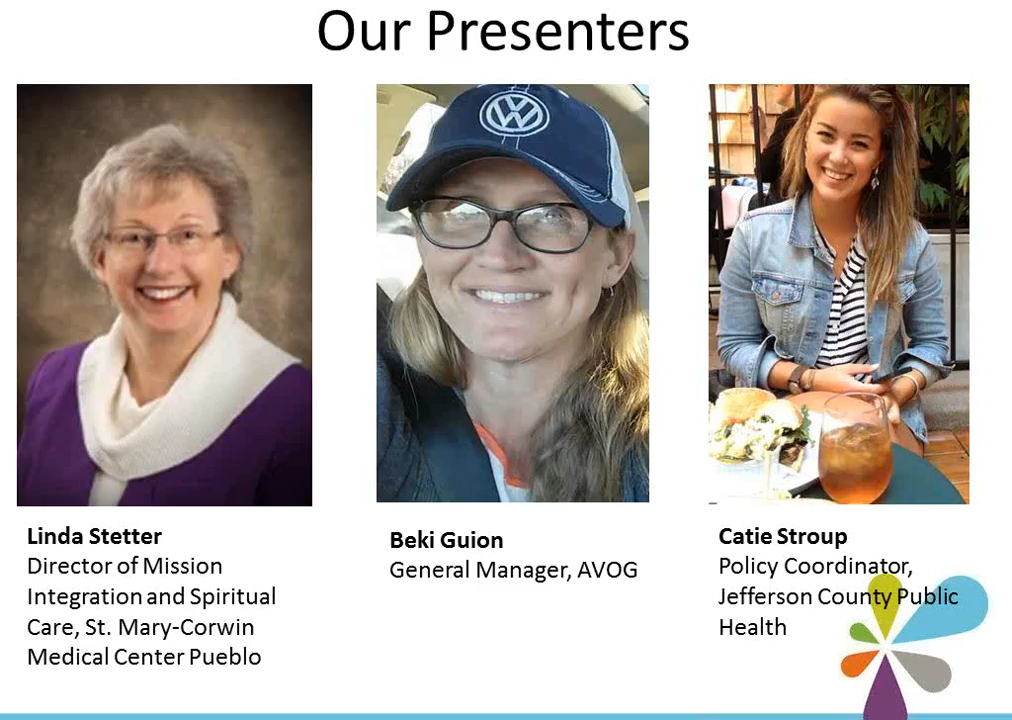 Our Presenters
VW
Linda Stetter
Director of Mission
Integration and Spiritual
Care, St. Mary-Corwin
Medical Center Pueblo
Beki Guion
General Manager, AVOG
Catie Stroup
Policy Coordinator,
Jefferson County Public
Health